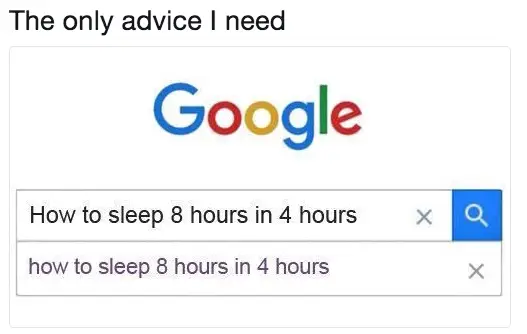 The only advice I need
Google
How to sleep 8 hours in 4 hours
how to sleep 8 hours in 4 hours